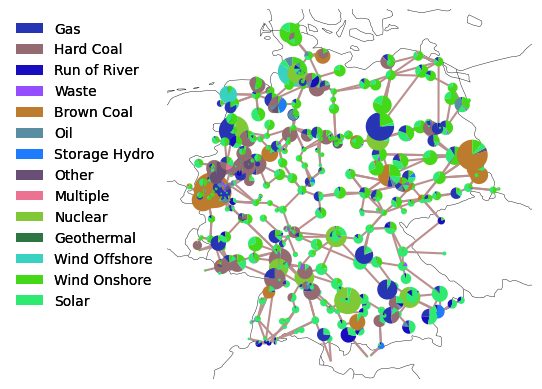 Gas
Hard Coal
Run of River
Waste
Brown Coal
Oil
Storage Hydro
Other
Multiple
Nuclear
Geothermal
Wind Offshore
Wind Onshore
Solar